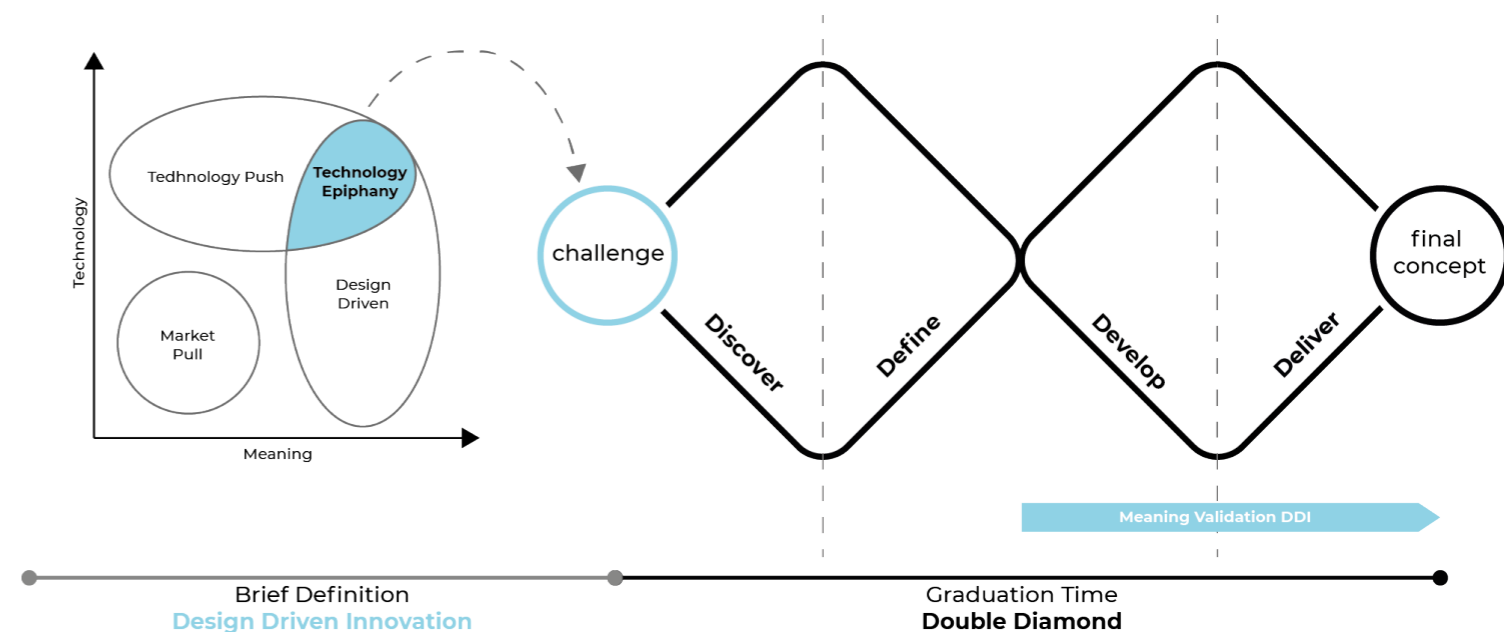 Technology
Tedhnology Push
Technology
Epiphany
Design
Driven
Market
Pull
Meaning
challenge
Discover
Define
Develop
Deliver
final
concept
Meaning Validation DDI
Brief Definition
Design Driven Innovation
Graduation Time
Double Diamond